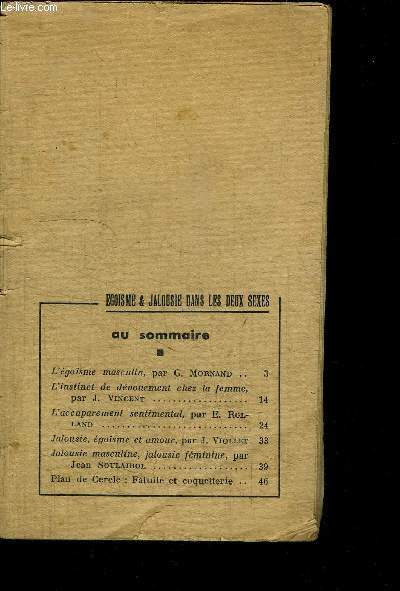 Le-livre.com
EGOISME & JALOUSIE DANS LES DEUX SEXES
au sommaire
L'égoïsme masculin, par G. MORNAND .. 3
L'instinct de dévouement chez la femme,
par J. VINCENT .................... 14
L'accaparement sentimental, par E. ROL-
LAND ........................ 24
Jalousie, égoïsme et amour, par J. VIOLLET 33
Jalousie masculine, jalousie féminine, par
Jean SOULAIROL .................... 39
Plan de Cercle : Fatuité et coquetterie .. 46